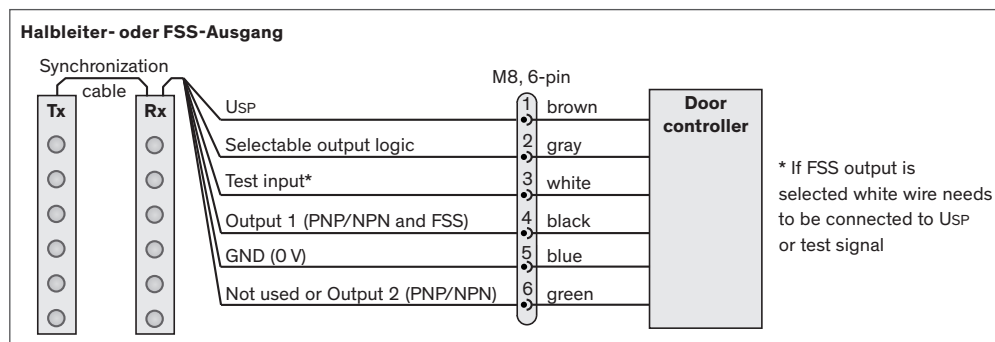 Halbleiter- oder FSS-Ausgang
Synchronization
cable
Tx
Rx
M8, 6-pin
USP
1
brown
Selectable output logic
2
gray
Test input*
3
white
Output 1 (PNP/NPN and FSS)
4
black
GND (0 V)
5
blue
Not used or Output 2 (PNP/NPN)
6
green
Door
controller
* If FSS output is
selected white wire needs
to be connected to USP
or test signal